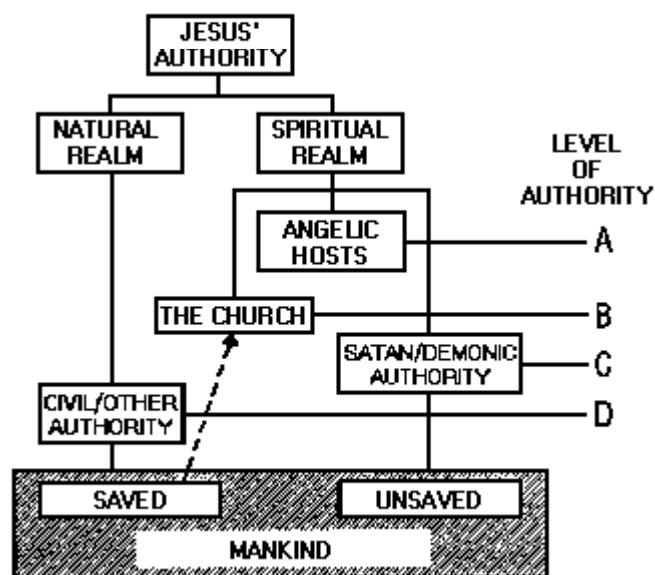 JESUS'
AUTHORITY
NATURAL
REALM
SPIRITUAL
REALM
LEVEL
OF
AUTHORITY
ANGELIC
HOSTS
A
THE CHURCH
B
SATAN/DEMONIC
AUTHORITY
C
CIVIL/OTHER
AUTHORITY
D
SAVED
UNSAVED
MANKIND